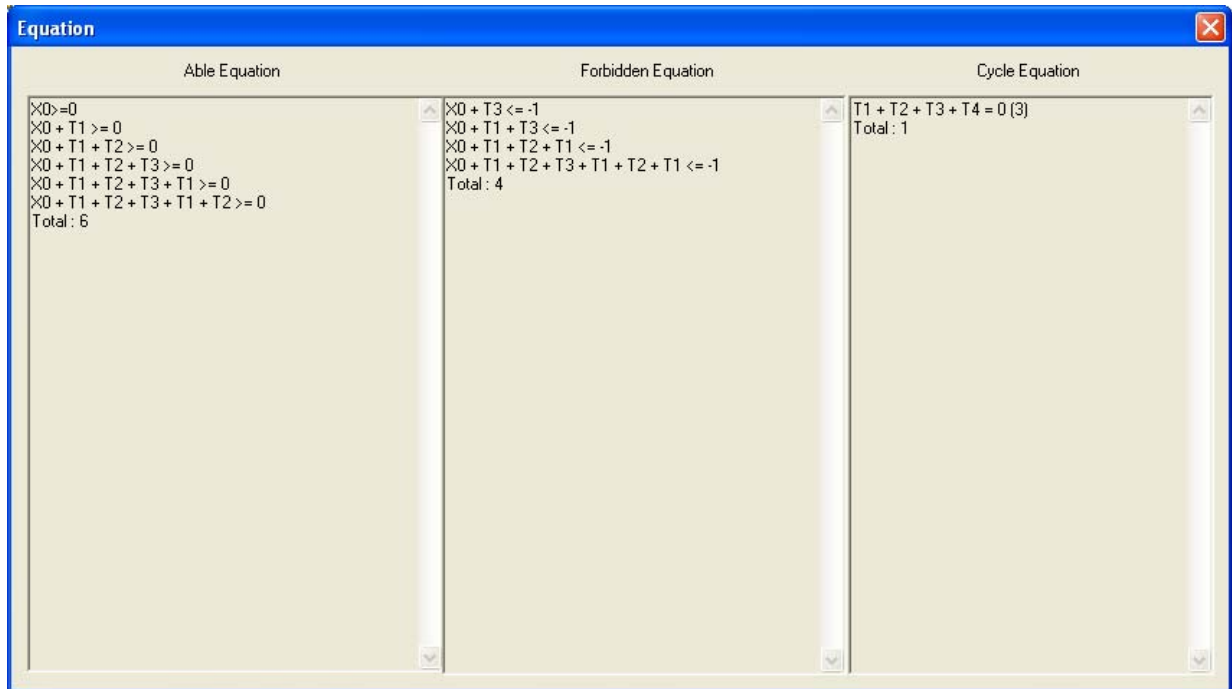 Equation
Able Equation
Forbidden Equation
Cycle Equation
X0>=0
X0 + T1 >= 0
X0 + T1 + T2 >= 0
X0 + T1 + T2 + T3 >= 0
X0 + T1 + T2 + T3 + T1 >= 0
X0 + T1 + T2 + T3 + T1 + T2 >= 0
Total : 6
X0 + T3 <= -1
X0 + T1 + T3 <= -1
X0 + T1 + T2 + T1 <= -1
X0 + T1 + T2 + T3 + T1 + T2 + T1 <= -1
Total : 4
T1 + T2 + T3 + T4 = 0 (3)
Total : 1